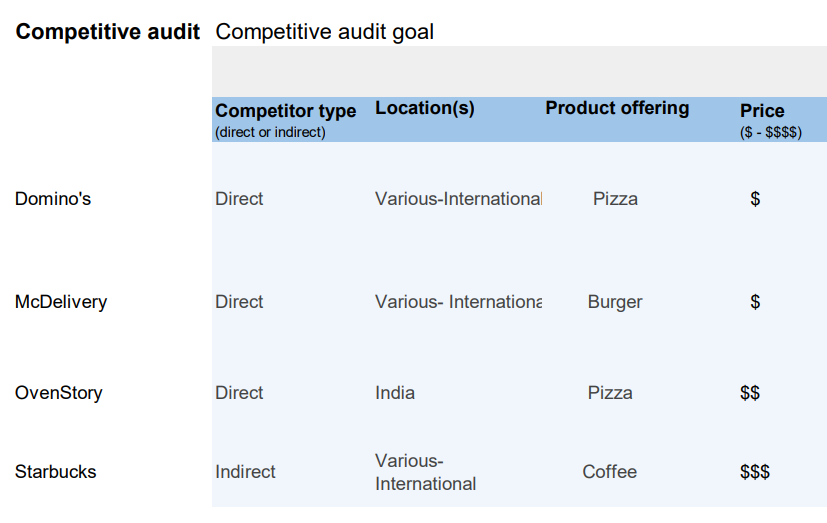 Competitive audit Competitive audit goal
Competitor type Location(s) Product offering Price
(direct or indirect) ($ - $$$$)
Domino's Direct Various-International Pizza $
McDelivery Direct Various- Internationa Burger $
OvenStory Direct India Pizza $$
Starbucks Indirect Various-
International Coffee $$$